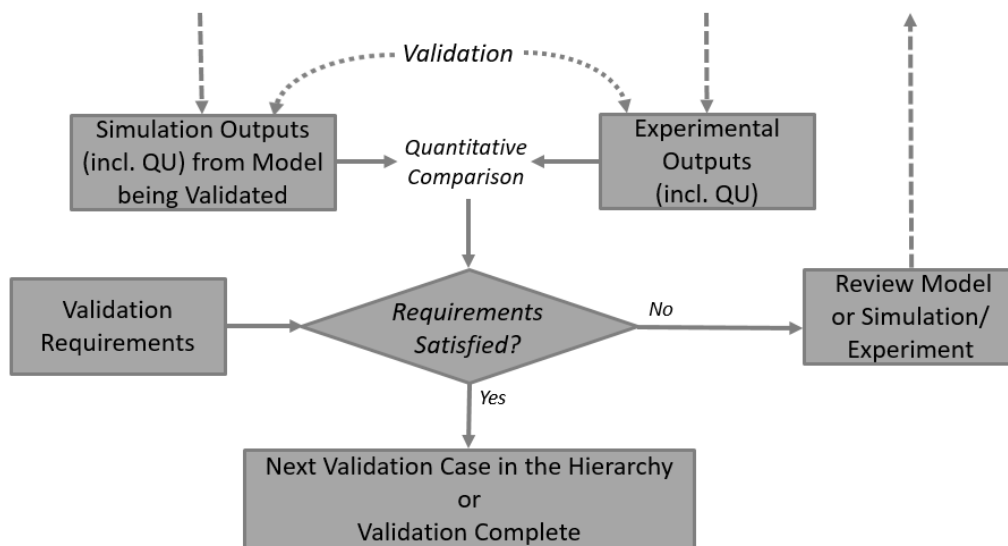 Validation
Simulation Outputs
(incl. QU) from Model
being Validated
Quantitative
Comparison
Experimental
Outputs
(incl. QU)
Validation
Requirements
Requirements
Satisfied?
No
Review Model
or Simulation/
Experiment
Yes
Next Validation Case in the Hierarchy
or
Validation Complete